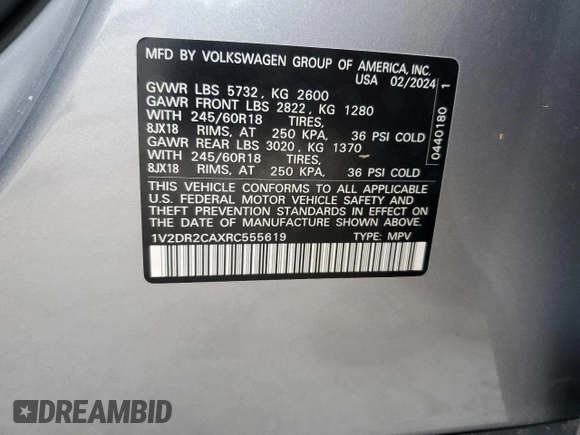 MFD BY VOLKSWAGEN GROUP OF AMERICA, INC.
USA 02/2024
GVWR LBS 5732, KG 2600
GAWR FRONT LBS 2822, KG 1280
WITH 245/60R18 TIRES,
8JX18 RIMS, AT 250 KPA, 36 PSI COLD
GAWR REAR LBS 3020, KG 1370
WITH 245/60R18 TIRES,
8JX18 RIMS, AT 250 KPA, 36 PSI COLD
THIS VEHICLE CONFORMS TO ALL APPLICABLE
U.S. FEDERAL MOTOR VEHICLE SAFETY AND
THEFT PREVENTION STANDARDS IN EFFECT ON
THE DATE OF MANUFACTURE SHOWN ABOVE.
1V2DR2CAXRC555619 TYPE: MPV
0440180 1
DREAMBID